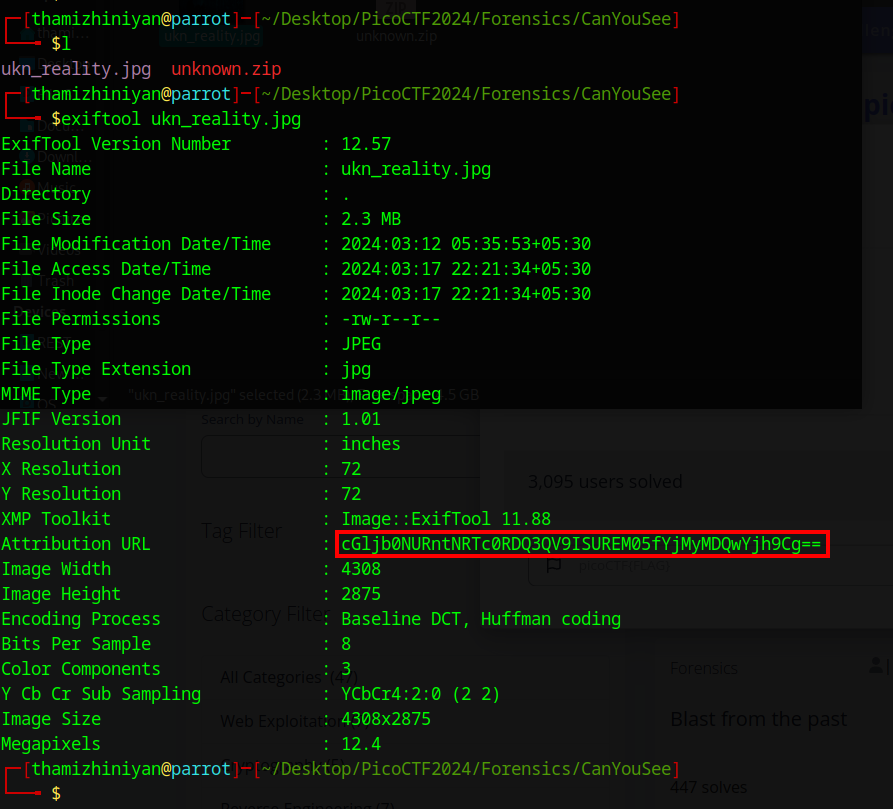 [thamizhiniyan@parrot]─[~/Desktop/PicoCTF2024/Forensics/CanYouSee]
$l
ukn_reality.jpg  unknown.zip
[thamizhiniyan@parrot]─[~/Desktop/PicoCTF2024/Forensics/CanYouSee]
$exiftool ukn_reality.jpg
ExifTool Version Number : 12.57
File Name : ukn_reality.jpg
Directory : .
File Size : 2.3 MB
File Modification Date/Time : 2024:03:12 05:35:53+05:30
File Access Date/Time : 2024:03:17 22:21:34+05:30
File Inode Change Date/Time : 2024:03:17 22:21:34+05:30
File Permissions : -rw-r--r--
File Type : JPEG
File Type Extension : jpg
MIME Type : image/jpeg
JFIF Version : 1.01
Resolution Unit : inches
X Resolution : 72
Y Resolution : 72
XMP Toolkit : Image::ExifTool 11.88
Attribution URL : cGljb0NURntNRTc0RDQ3QV9ISUREM05fYjMyMDQwYjh9Cg==
Image Width : 4308
Image Height : 2875
Encoding Process : Baseline DCT, Huffman coding
Bits Per Sample : 8
Color Components : 3
Y Cb Cr Sub Sampling : YCbCr4:2:0 (2 2)
Image Size : 4308x2875
Megapixels : 12.4
[thamizhiniyan@parrot]─[~/Desktop/PicoCTF2024/Forensics/CanYouSee]
$
ukn_reality.jpg
unknown.zip
Search by Name
3,095 users solved
Tag Filter
picoCTF{FLAG}
Category Filter
All Categories (47)
Forensics
Web Exploitation
Blast from the past
447 solves
Reverse Engineering (7)